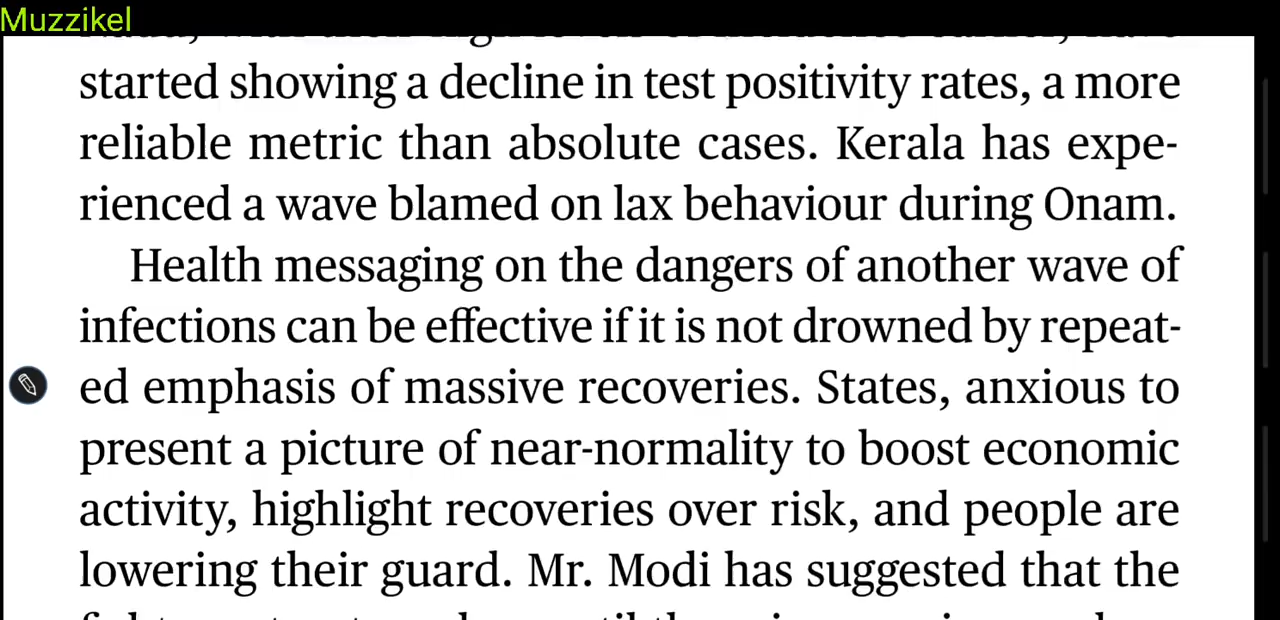 Muzzikel
started showing a decline in test positivity rates, a more
reliable metric than absolute cases. Kerala has expe-
rienced a wave blamed on lax behaviour during Onam.
Health messaging on the dangers of another wave of
infections can be effective if it is not drowned by repeat-
ed emphasis of massive recoveries. States, anxious to
present a picture of near-normality to boost economic
activity, highlight recoveries over risk, and people are
lowering their guard. Mr. Modi has suggested that the